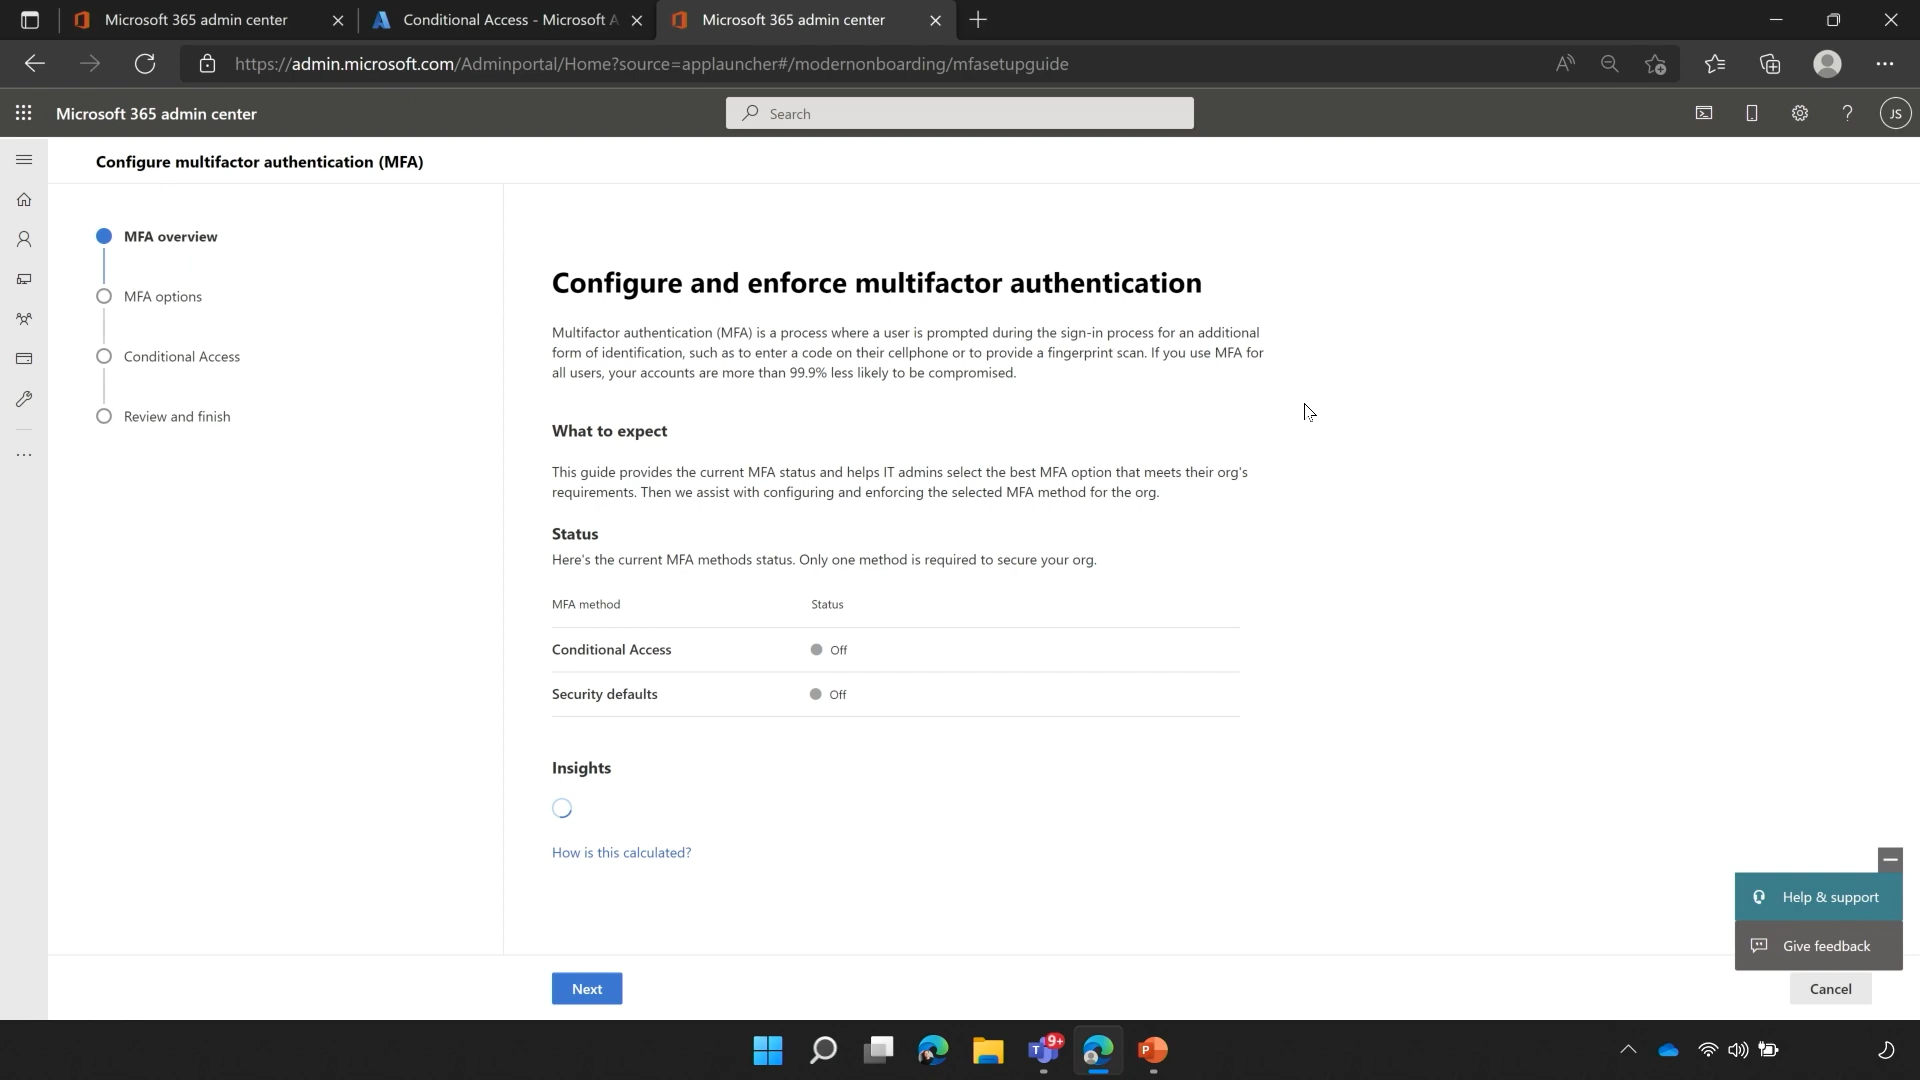 Microsoft 365 admin center
Conditional Access - Microsoft A
Microsoft 365 admin center
https://admin.microsoft.com/Adminportal/Home?source=applauncher#/modernonboarding/mfasetupguide
Microsoft 365 admin center
Search
JS
Configure multifactor authentication (MFA)
MFA overview
MFA options
Conditional Access
Review and finish
Configure and enforce multifactor authentication
Multifactor authentication (MFA) is a process where a user is prompted during the sign-in process for an additional
form of identification, such as to enter a code on their cellphone or to provide a fingerprint scan. If you use MFA for
all users, your accounts are more than 99.9% less likely to be compromised.
What to expect
This guide provides the current MFA status and helps IT admins select the best MFA option that meets their org's
requirements. Then we assist with configuring and enforcing the selected MFA method for the org.
Status
Here's the current MFA methods status. Only one method is required to secure your org.
MFA method Status
Conditional Access Off
Security defaults Off
Insights
How is this calculated?
Help & support
Give feedback
Next
Cancel
9+